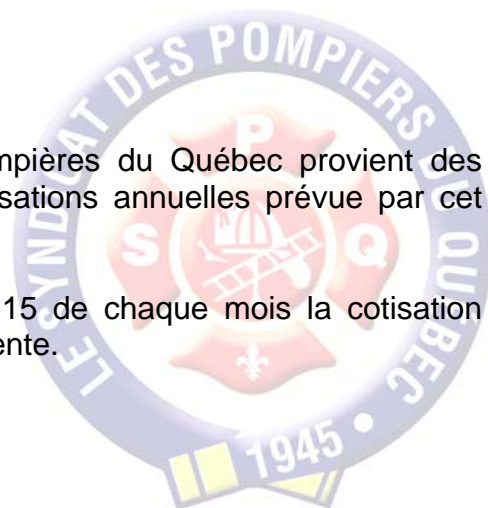 LE SYNDICAT DES POMPIERS DU QUÉBEC
P
mpières du Québec provient des
sations annuelles prévue par cet
S Q
15 de chaque mois la cotisation
ente.
• 1945 •